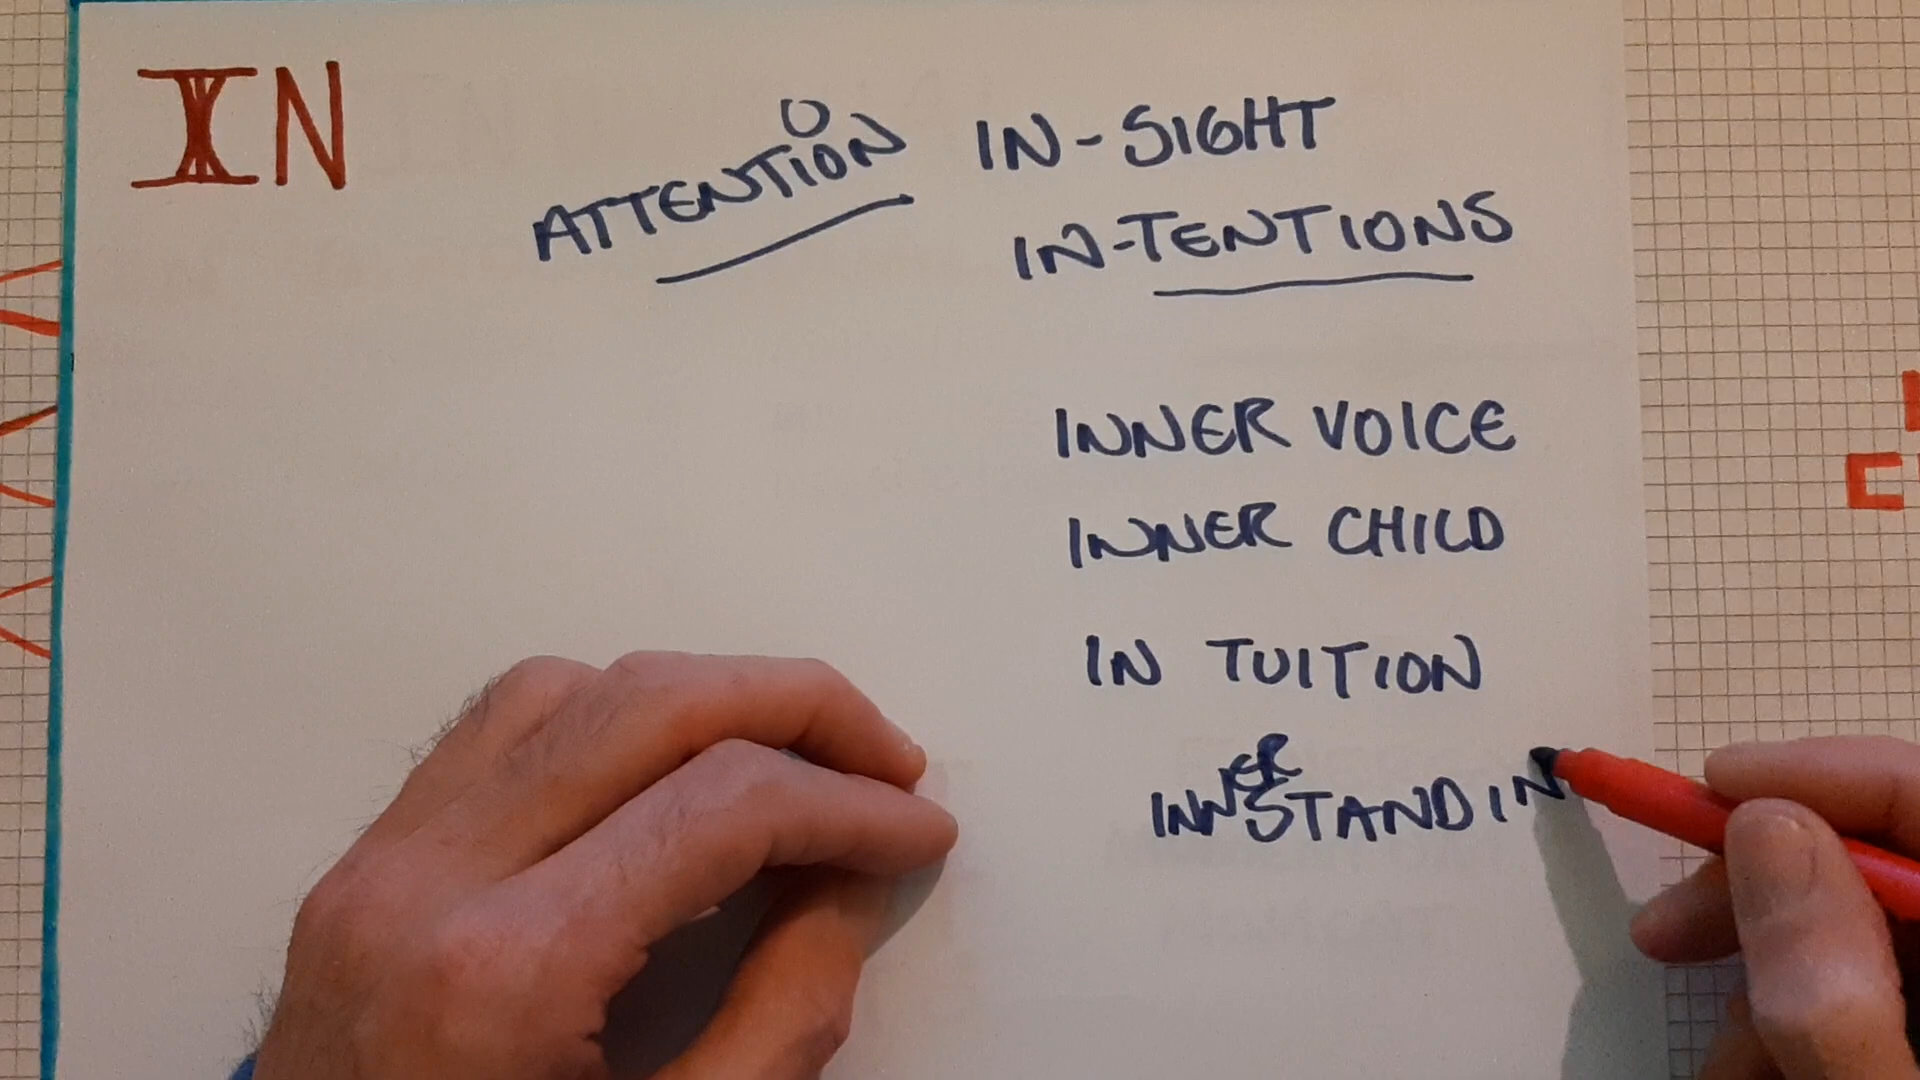 IN
ATTENTION
IN-SIGHT
IN-TENTIONS
INNER VOICE
INNER CHILD
IN TUITION
INNERSTANDIN